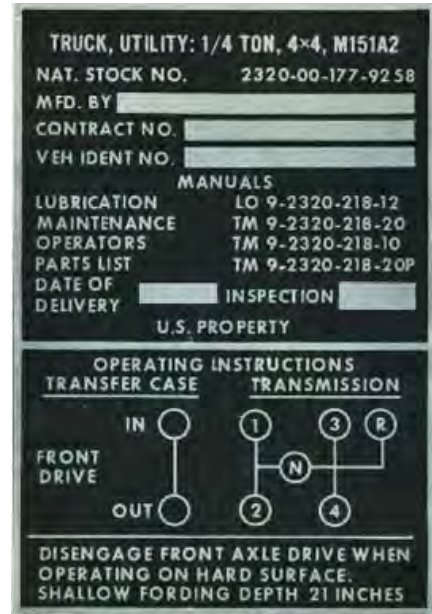 TRUCK, UTILITY: 1/4 TON, 4×4, M151A2
NAT. STOCK NO. 2320-00-177-9258
MFD. BY
CONTRACT NO.
VEH IDENT NO.
MANUALS
LUBRICATION LO 9-2320-218-12
MAINTENANCE TM 9-2320-218-20
OPERATORS TM 9-2320-218-10
PARTS LIST TM 9-2320-218-20P
DATE OF
DELIVERY INSPECTION
U.S. PROPERTY
OPERATING INSTRUCTIONS
TRANSFER CASE TRANSMISSION
IN 1 3 R
FRONT
DRIVE N
OUT 2 4
DISENGAGE FRONT AXLE DRIVE WHEN
OPERATING ON HARD SURFACE.
SHALLOW FORDING DEPTH 21 INCHES